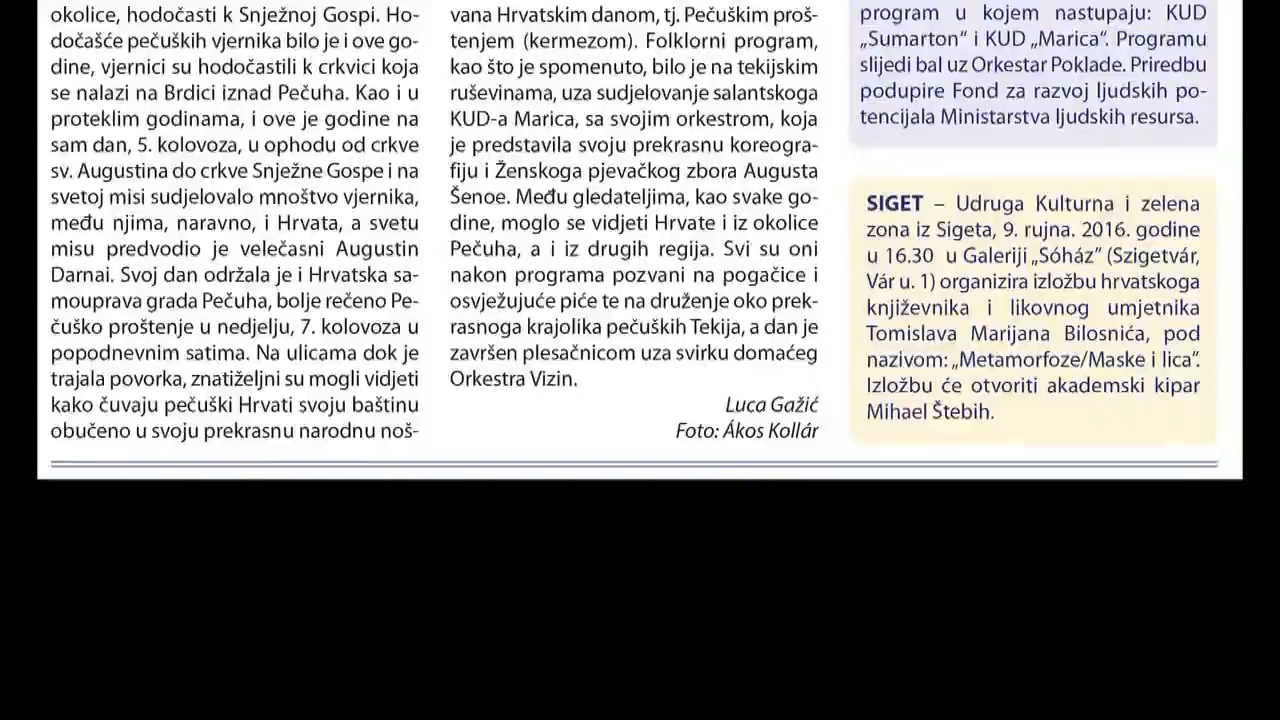 okolice, hodočasti k Snježnoj Gospi. Ho-
dočašće pečuških vjernika bilo je i ove go-
dine, vjernici su hodočastili k crkvici koja
se nalazi na Brdici iznad Pečuha. Kao i u
proteklim godinama, i ove je godine na
sam dan, 5. kolovoza, u ophodu od crkve
sv. Augustina do crkve Snježne Gospe i na
svetoj misi sudjelovalo mnoštvo vjernika,
među njima, naravno, i Hrvata, a svetu
misu predvodio je velečasni Augustin
Darnai. Svoj dan održala je i Hrvatska sa-
mouprava grada Pečuha, bolje rečeno Pe-
čuško proštenje u nedjelju, 7. kolovoza u
popodnevnim satima. Na ulicama dok je
trajala povorka, znatiželjni su mogli vidjeti
kako čuvaju pečuški Hrvati svoju baštinu
obučeno u svoju prekrasnu narodnu noš-
vana Hrvatskim danom, tj. Pečuškim proš-
tenjem (kermezom). Folklorni program,
kao što je spomenuto, bilo je na tekijskim
ruševinama, uza sudjelovanje salantskoga
KUD-a Marica, sa svojim orkestrom, koja
je predstavila svoju prekrasnu koreogra-
fiju i Ženskoga pjevačkog zbora Augusta
Šenoe. Među gledateljima, kao svake go-
dine, moglo se vidjeti Hrvate i iz okolice
Pečuha, a i iz drugih regija. Svi su oni
nakon programa pozvani na pogačice i
osvježujuće piće te na druženje oko prek-
rasnoga krajolika pečuških Tekija, a dan je
završen plesačnicom uza svirku domaćeg
Orkestra Vizin.
Luca Gažić
Foto: Ákos Kollár
program u kojem nastupaju: KUD
„Sumarton“ i KUD „Marica“. Programu
slijedi bal uz Orkestar Poklade. Priredbu
podupire Fond za razvoj ljudskih po-
tencijala Ministarstva ljudskih resursa.
SIGET – Udruga Kulturna i zelena
zona iz Sigeta, 9. rujna. 2016. godine
u 16.30 u Galeriji „Sóház” (Szigetvár,
Vár u. 1) organizira izložbu hrvatskoga
književnika i likovnog umjetnika
Tomislava Marijana Bilosnića, pod
nazivom: „Metamorfoze/Maske i lica”.
Izložbu će otvoriti akademski kipar
Mihael Štebih.